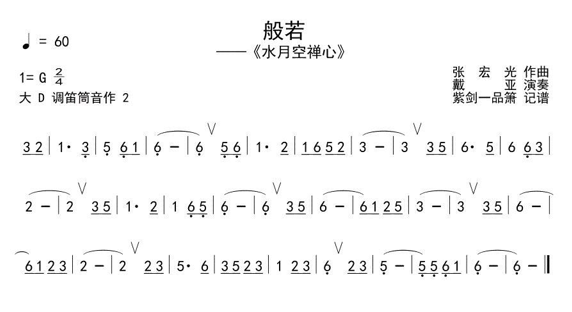 般若
♩ = 60
——《水月空禅心》
1= G 2/4
张 宏 光 作曲
戴 亚 演奏
大 D 调笛筒音作 2
紫剑一品箫 记谱
3 2 | 1· 3 | 5 6 1 | 6 − | 6 ∨ 5 6 | 1· 2 | 1 6 5 2 | 3 − | 3 ∨ 3 5 | 6· 5 | 6 6 3 |
2 − | 2 ∨ 3 5 | 1· 2 | 1 6 5 | 6 − | 6 ∨ 3 5 | 6 − | 6 1 2 5 | 3 − | 3 ∨ 3 5 | 6 − |
6 1 2 3 | 2 − | 2 ∨ 2 3 | 5· 6 | 3 5 2 3 | 1 2 3 | 6 ∨ 2 3 | 5 − | 5 5 6 1 | 6 − | 6 − ‖